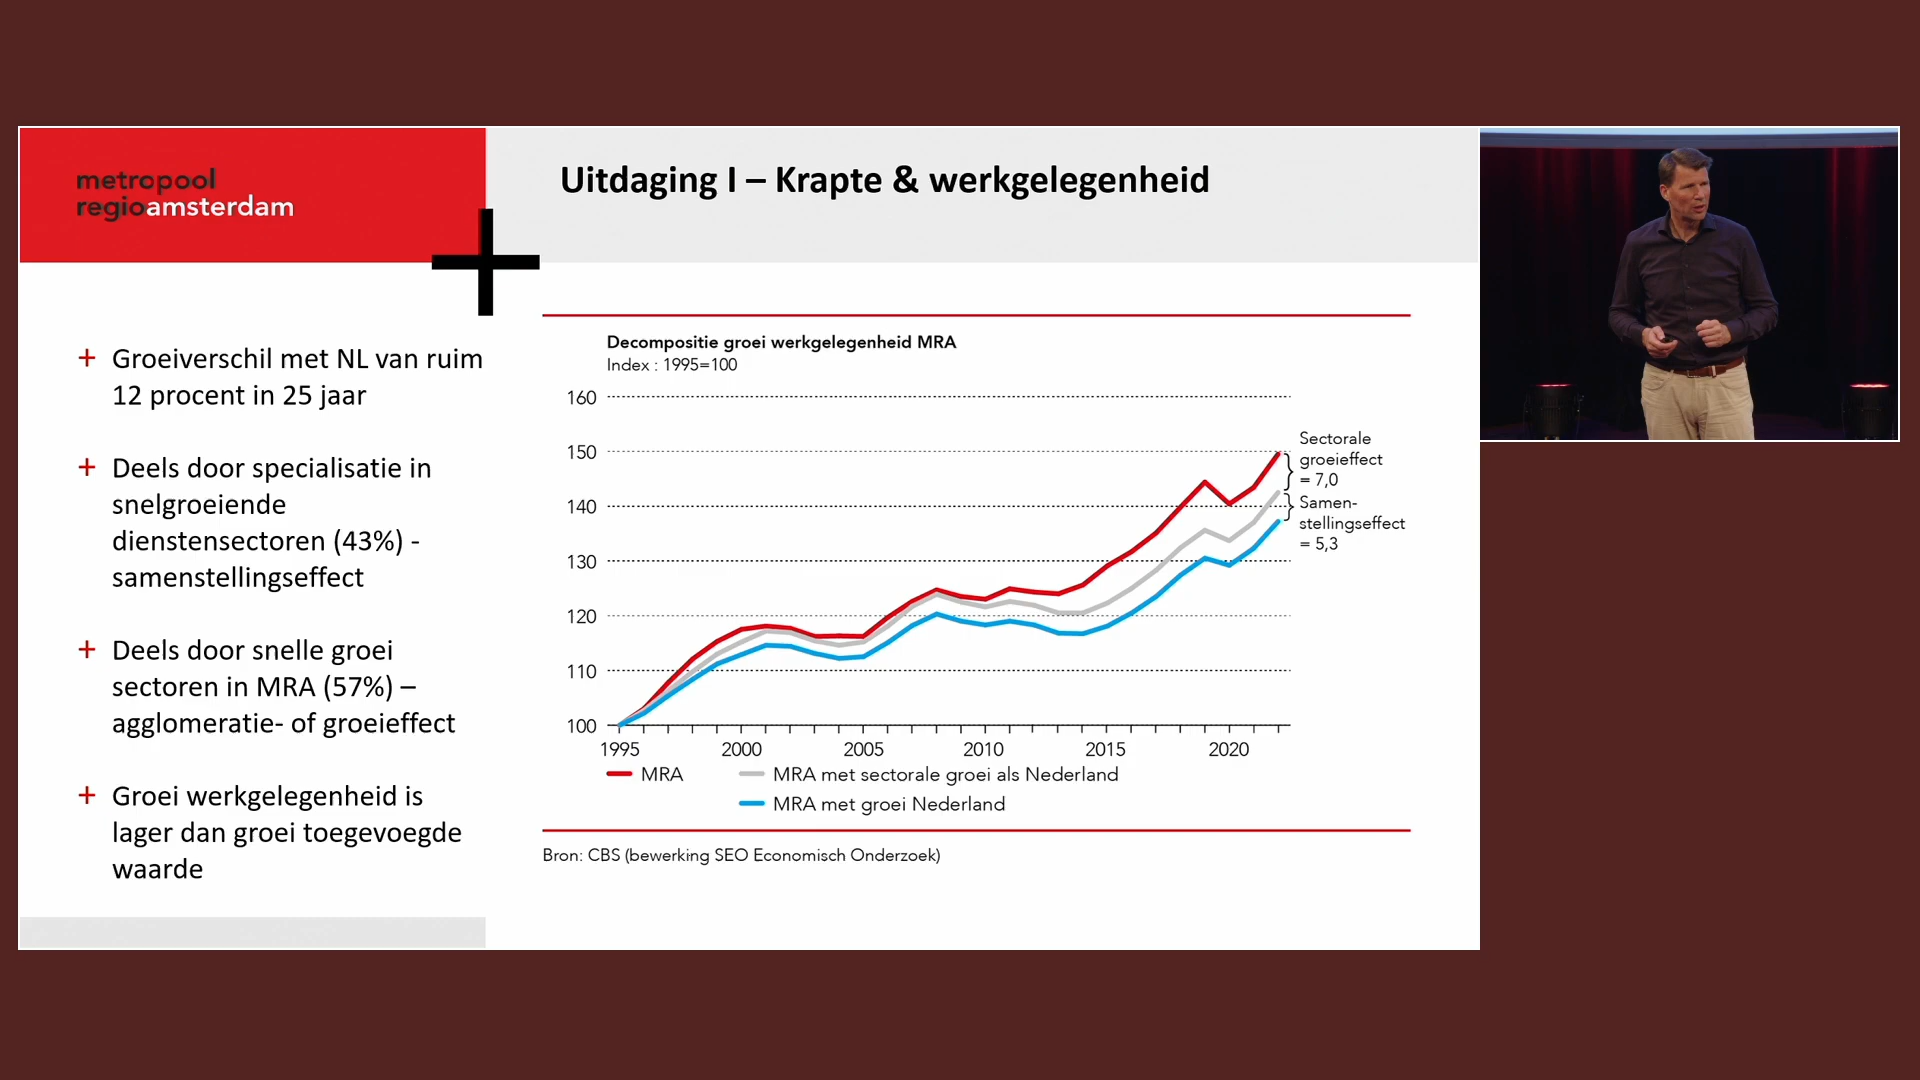 metropool
regioamsterdam
Uitdaging I – Krapte & werkgelegenheid
+ Groeiverschil met NL van ruim
12 procent in 25 jaar
+ Deels door specialisatie in
snelgroeiende
dienstensectoren (43%) -
samenstellingseffect
+ Deels door snelle groei
sectoren in MRA (57%) –
agglomeratie- of groeieffect
+ Groei werkgelegenheid is
lager dan groei toegevoegde
waarde
Decompositie groei werkgelegenheid MRA
Index : 1995=100
160
150
140
130
120
110
100
1995 2000 2005 2010 2015 2020
Sectorale
groeieffect
= 7,0
Samen-
stellingseffect
= 5,3
MRA
MRA met sectorale groei als Nederland
MRA met groei Nederland
Bron: CBS (bewerking SEO Economisch Onderzoek)